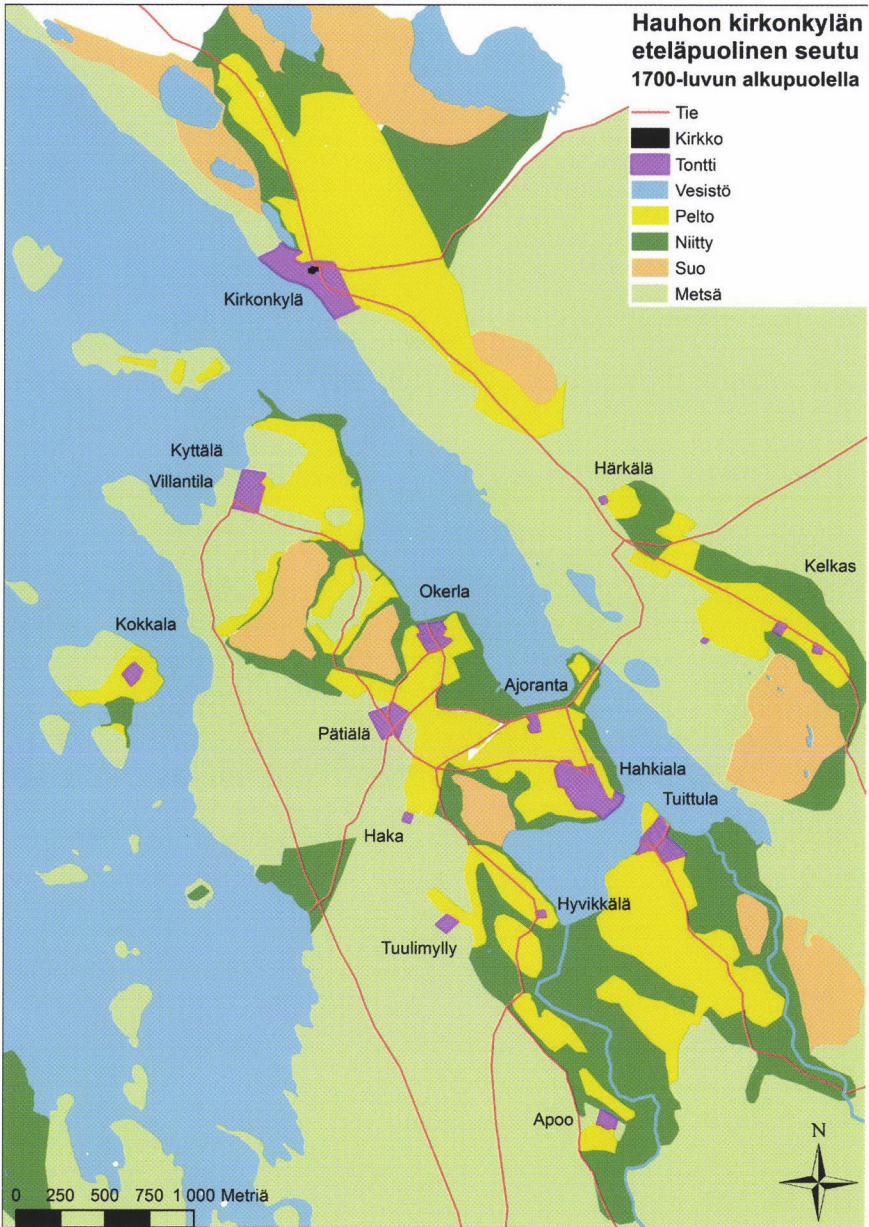 Hauhon kirkonkylän
eteläpuolinen seutu
1700-luvun alkupuolella
Tie
Kirkko
Tontti
Vesistö
Pelto
Niitty
Suo
Metsä
Kirkonkylä
Kyttälä
Villantila
Härkälä
Kelkas
Okerla
Kokkala
Ajoranta
Pätiälä
Hahkiala
Tuittula
Haka
Hyvikkälä
Tuulimylly
Apoo
N
0 250 500 750 1 000 Metriä